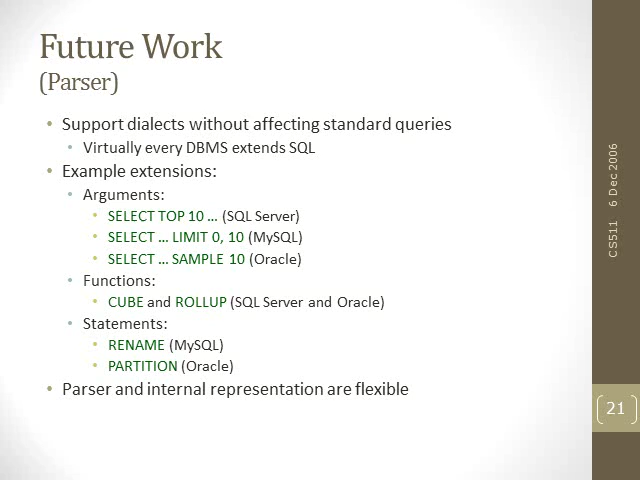 Future Work
(Parser)
• Support dialects without affecting standard queries
• Virtually every DBMS extends SQL
• Example extensions:
• Arguments:
• SELECT TOP 10 … (SQL Server)
• SELECT … LIMIT 0, 10 (MySQL)
• SELECT … SAMPLE 10 (Oracle)
• Functions:
• CUBE and ROLLUP (SQL Server and Oracle)
• Statements:
• RENAME (MySQL)
• PARTITION (Oracle)
• Parser and internal representation are flexible
CS511 6 Dec 2006
21